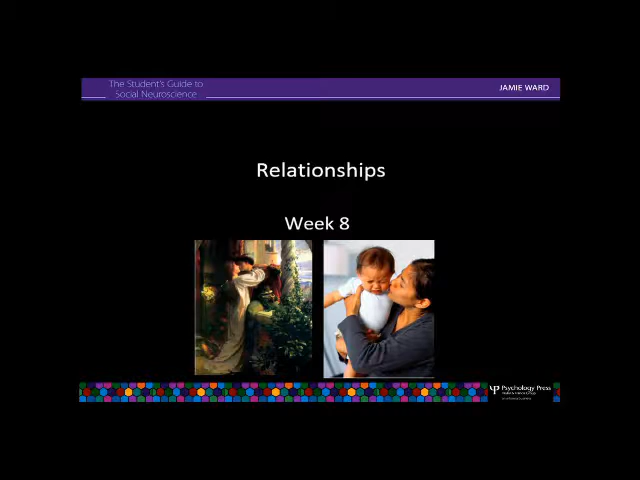 The Student's Guide to
Social Neuroscience
JAMIE WARD
Relationships
Week 8
Psychology Press